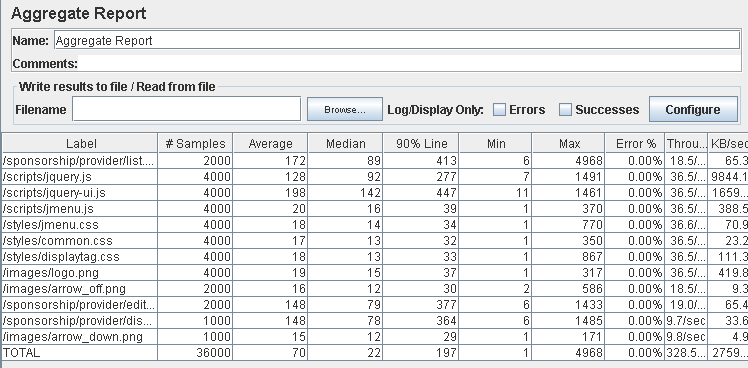 Aggregate Report
Name: Aggregate Report
Comments:
Write results to file / Read from file
Filename Browse... Log/Display Only: Errors Successes Configure
Label # Samples Average Median 90% Line Min Max Error % Throu... KB/sec
/sponsorship/provider/list.... 2000 172 89 413 6 4968 0.00% 18.5/... 65.3
/scripts/jquery.js 4000 128 92 277 7 1491 0.00% 36.5/... 9844.1
/scripts/jquery-ui.js 4000 198 142 447 11 1461 0.00% 36.5/... 1659...
/scripts/jmenu.js 4000 20 16 39 1 370 0.00% 36.5/... 388.5
/styles/jmenu.css 4000 18 14 34 1 770 0.00% 36.6/... 70.9
/styles/common.css 4000 17 13 32 1 350 0.00% 36.5/... 23.2
/styles/displaytag.css 4000 18 13 33 1 867 0.00% 36.5/... 111.3
/images/logo.png 4000 19 15 37 1 317 0.00% 36.5/... 419.8
/images/arrow_off.png 2000 16 12 30 2 586 0.00% 18.5/... 9.3
/sponsorship/provider/edit... 2000 148 79 377 6 1433 0.00% 19.0/... 65.4
/sponsorship/provider/dis... 1000 148 78 364 6 1485 0.00% 9.7/sec 33.6
/images/arrow_down.png 1000 15 12 29 1 171 0.00% 9.8/sec 4.9
TOTAL 36000 70 22 197 1 4968 0.00% 328.5... 2759...